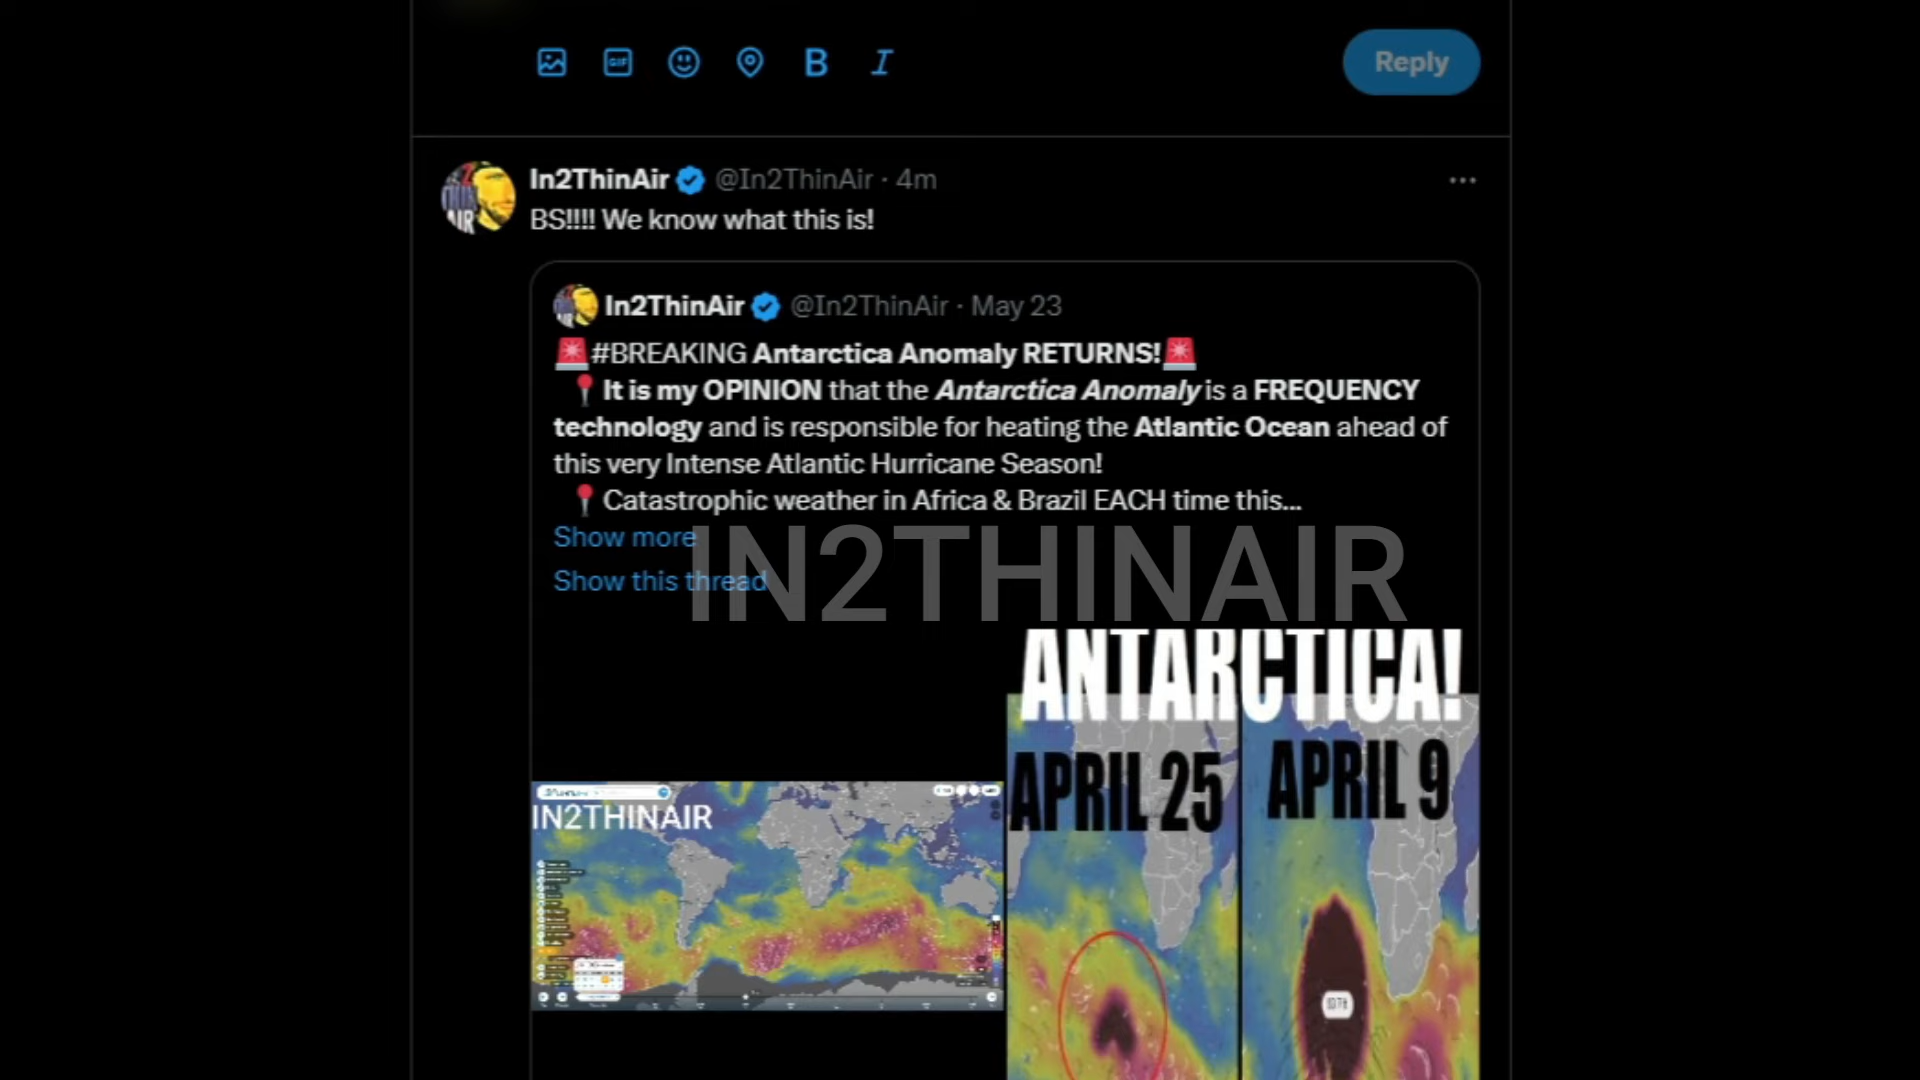 GIF
B I
Reply
In2ThinAir @In2ThinAir · 4m
BS!!!! We know what this is!
In2ThinAir @In2ThinAir · May 23
🚨#BREAKING Antarctica Anomaly RETURNS!🚨
📍It is my OPINION that the Antarctica Anomaly is a FREQUENCY
technology and is responsible for heating the Atlantic Ocean ahead of
this very Intense Atlantic Hurricane Season!
📍Catastrophic weather in Africa & Brazil EACH time this...
Show more
Show this thread
IN2THINAIR
ANTARCTICA!
APRIL 25
APRIL 9
IN2THINAIR